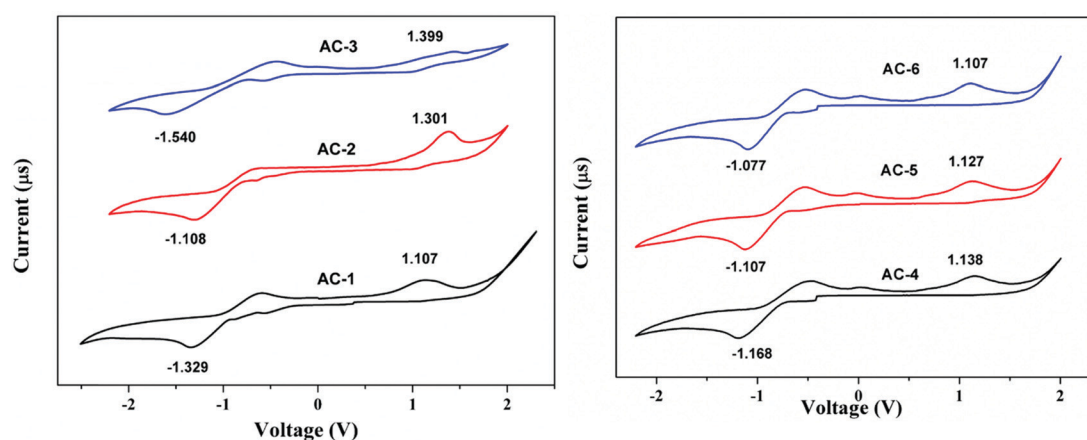 AC-3
1.399
-1.540
AC-2
1.301
-1.108
AC-1
1.107
-1.329
-2
-1
0
1
2
Voltage (V)
Current (μs)
AC-6
1.107
-1.077
AC-5
1.127
-1.107
AC-4
1.138
-1.168
-2
-1
0
1
2
Voltage (V)
Current (μs)